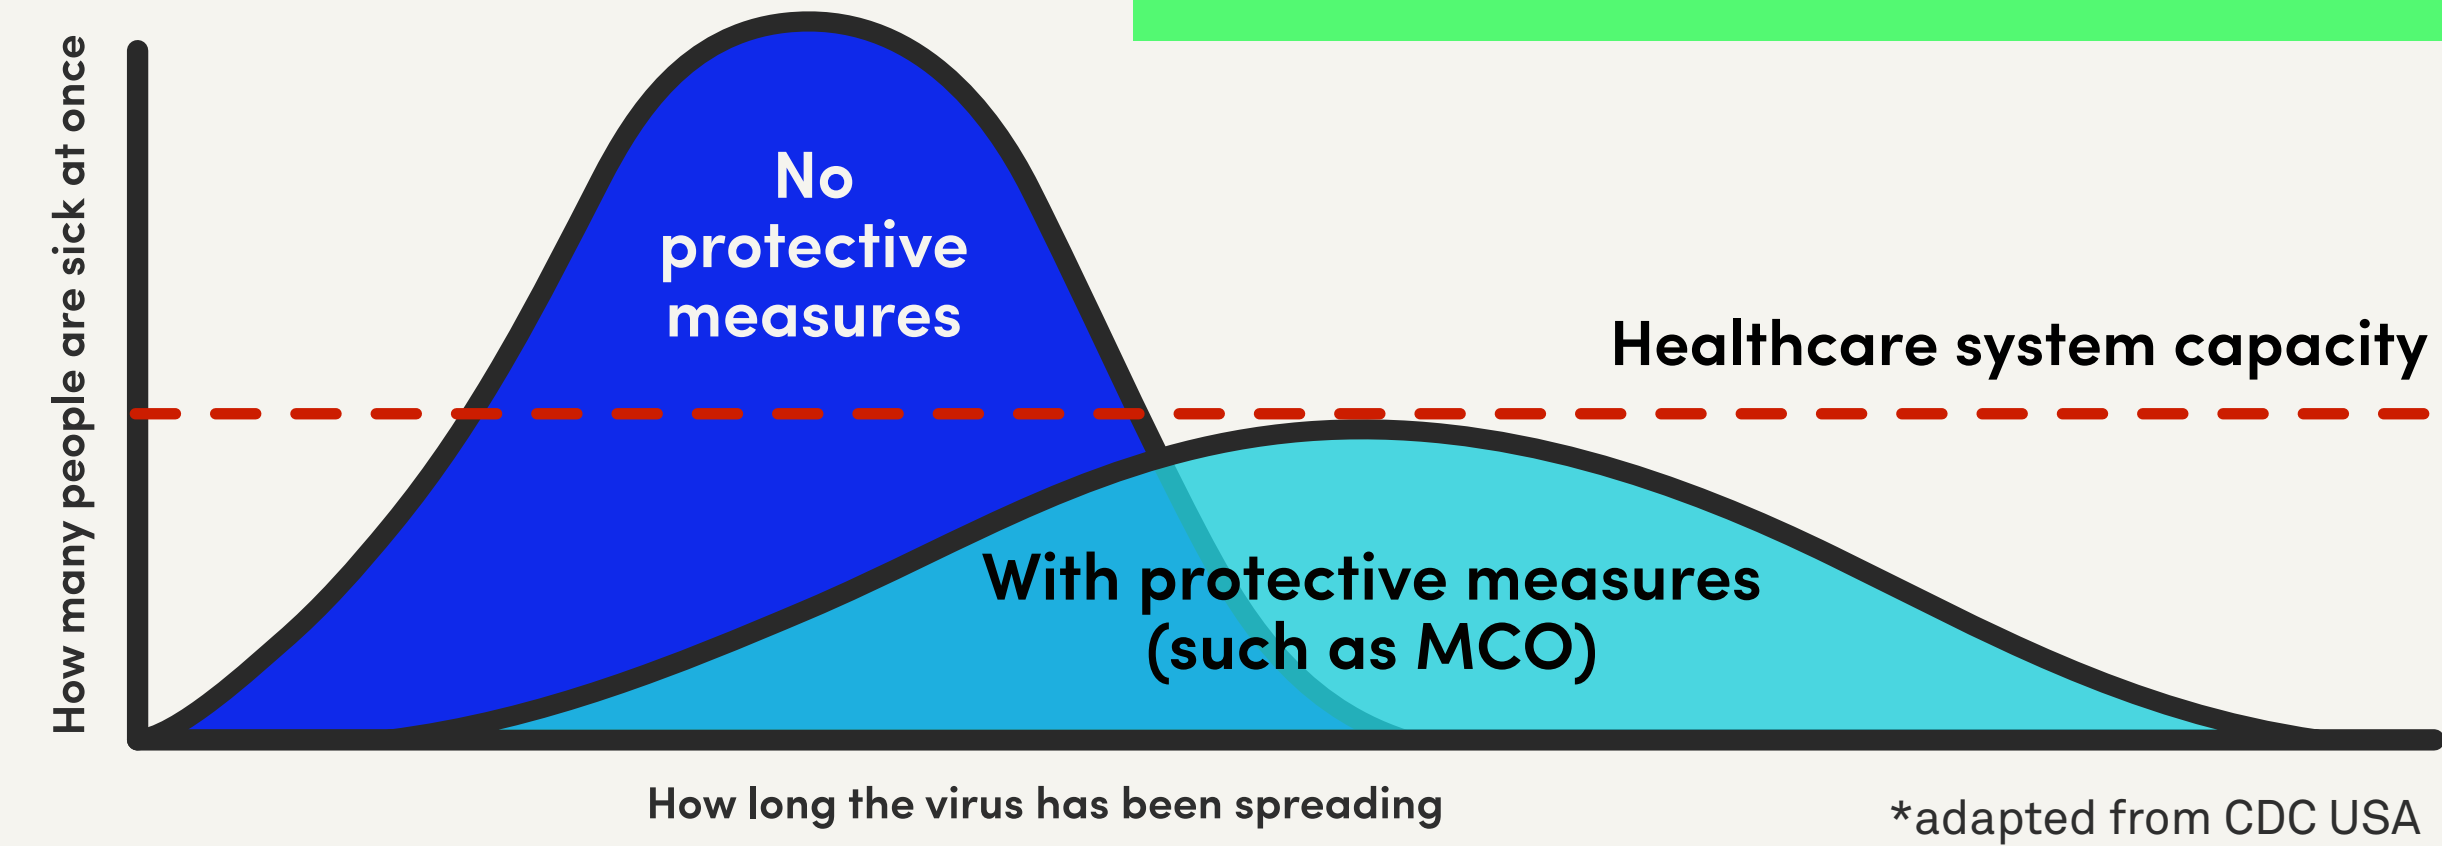 How many people are sick at once
No
protective
measures
Healthcare system capacity
With protective measures
(such as MCO)
How long the virus has been spreading
*adapted from CDC USA